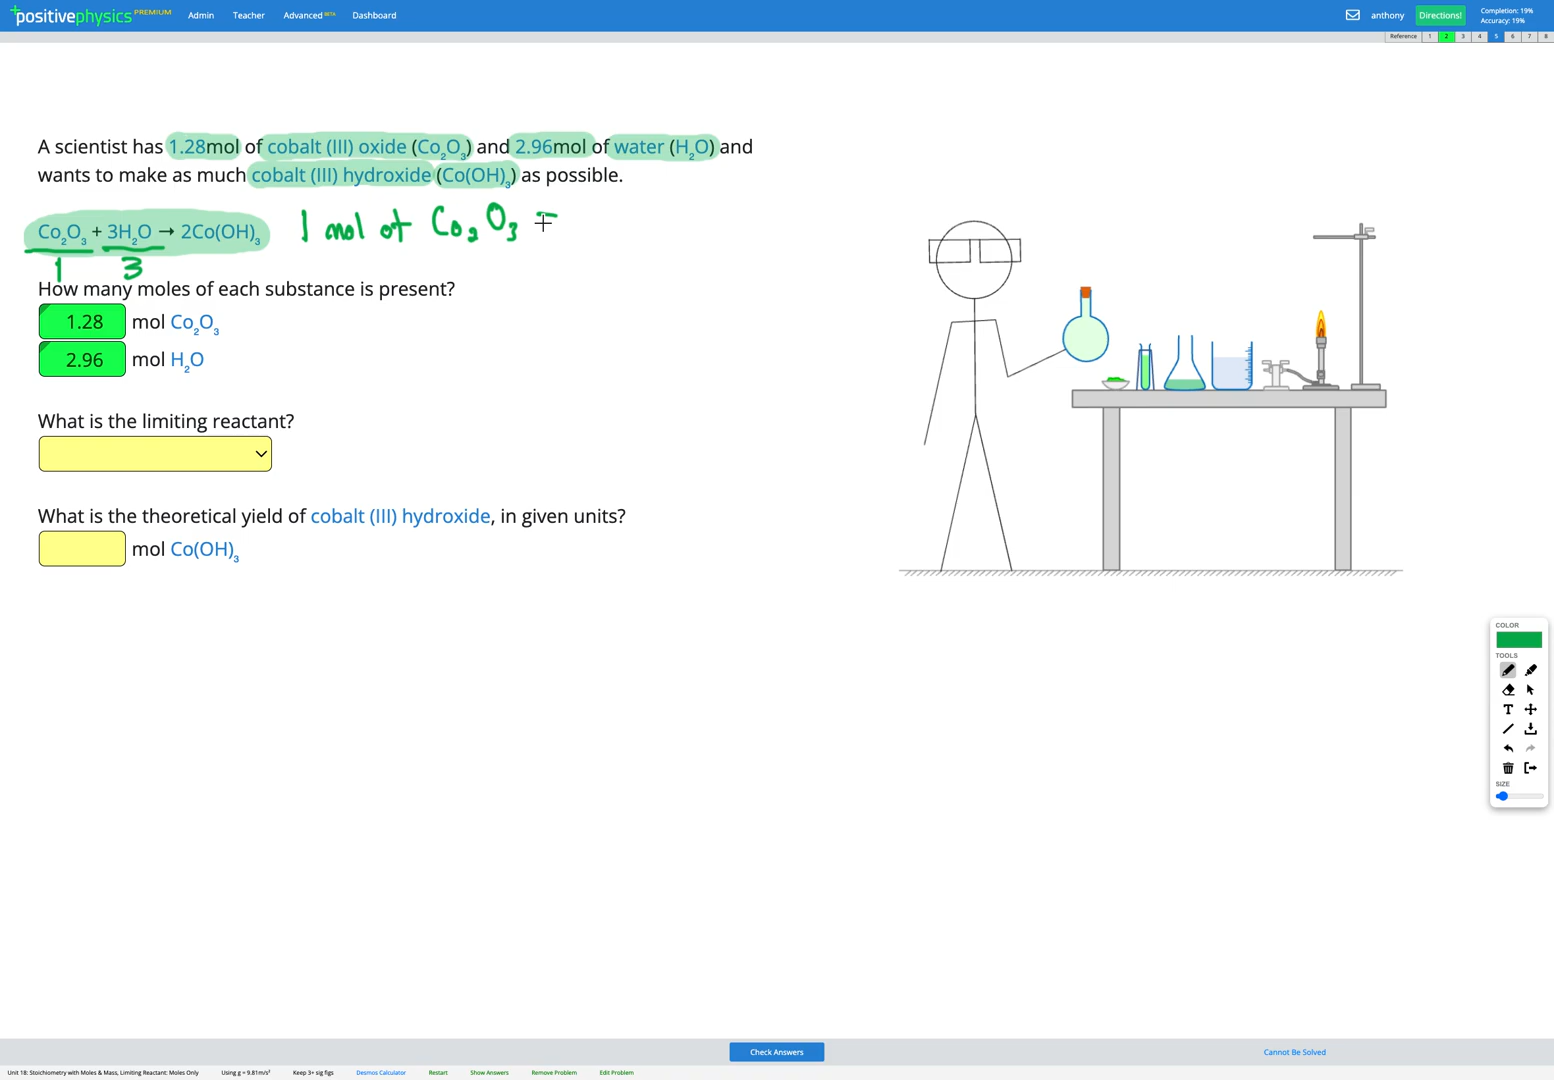 +positivephysics PREMIUM Admin Teacher Advanced BETA Dashboard anthony Directions! Completion: 19%
Accuracy: 19%
Reference 1 2 3 4 5 6 7 8
A scientist has 1.28mol of cobalt (III) oxide (Co₂O₃) and 2.96mol of water (H₂O) and
wants to make as much cobalt (III) hydroxide (Co(OH)₃) as possible.
Co₂O₃ + 3H₂O → 2Co(OH)₃ 1 mol of Co₂O₃ =
1 3
How many moles of each substance is present?
1.28 mol Co₂O₃
2.96 mol H₂O
What is the limiting reactant?
What is the theoretical yield of cobalt (III) hydroxide, in given units?
mol Co(OH)₃
COLOR
TOOLS
T
SIZE
Check Answers Cannot Be Solved
Unit 18: Stoichiometry with Moles & Mass, Limiting Reactant: Moles Only Using g = 9.81m/s² Keep 3+ sig figs Desmos Calculator Restart Show Answers Remove Problem Edit Problem